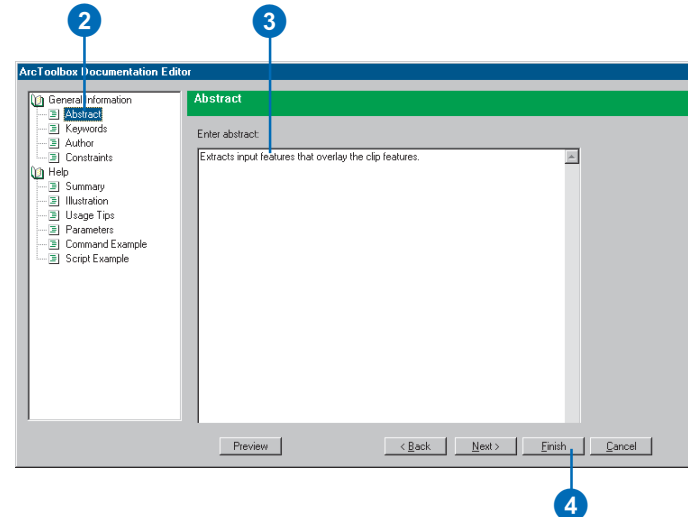 2 3
ArcToolbox Documentation Editor
General Information
Abstract
Keywords
Author
Constraints
Help
Summary
Illustration
Usage Tips
Parameters
Command Example
Script Example
Abstract
Enter abstract:
Extracts input features that overlay the clip features.
Preview < Back Next > Finish Cancel
4